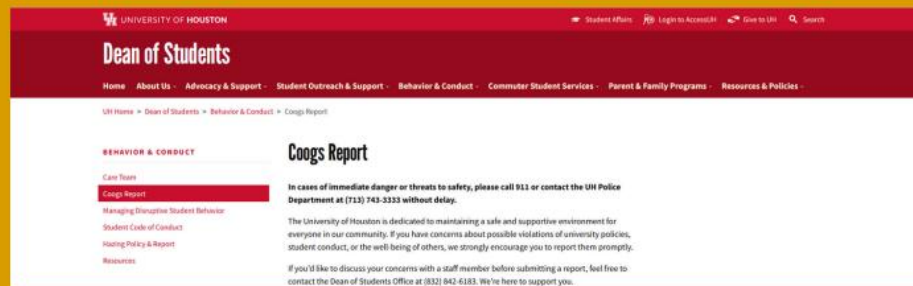 UNIVERSITY OF HOUSTON
Student Affairs Login to AccessUH Give to UH Search
Dean of Students
Home About Us Advocacy & Support Student Outreach & Support Behavior & Conduct Commuter Student Services Parent & Family Programs Resources & Policies
UH Home > Dean of Students > Behavior & Conduct > Coogs Report
BEHAVIOR & CONDUCT
Care Team
Coogs Report
Managing Disruptive Student Behavior
Student Code of Conduct
Hazing Policy & Report
Resources
Coogs Report
In cases of immediate danger or threats to safety, please call 911 or contact the UH Police
Department at (713) 743-3333 without delay.
The University of Houston is dedicated to maintaining a safe and supportive environment for
everyone in our community. If you have concerns about possible violations of university policies,
student conduct, or the well-being of others, we strongly encourage you to report them promptly.
If you'd like to discuss your concerns with a staff member before submitting a report, feel free to
contact the Dean of Students Office at (832) 842-6183. We're here to support you.